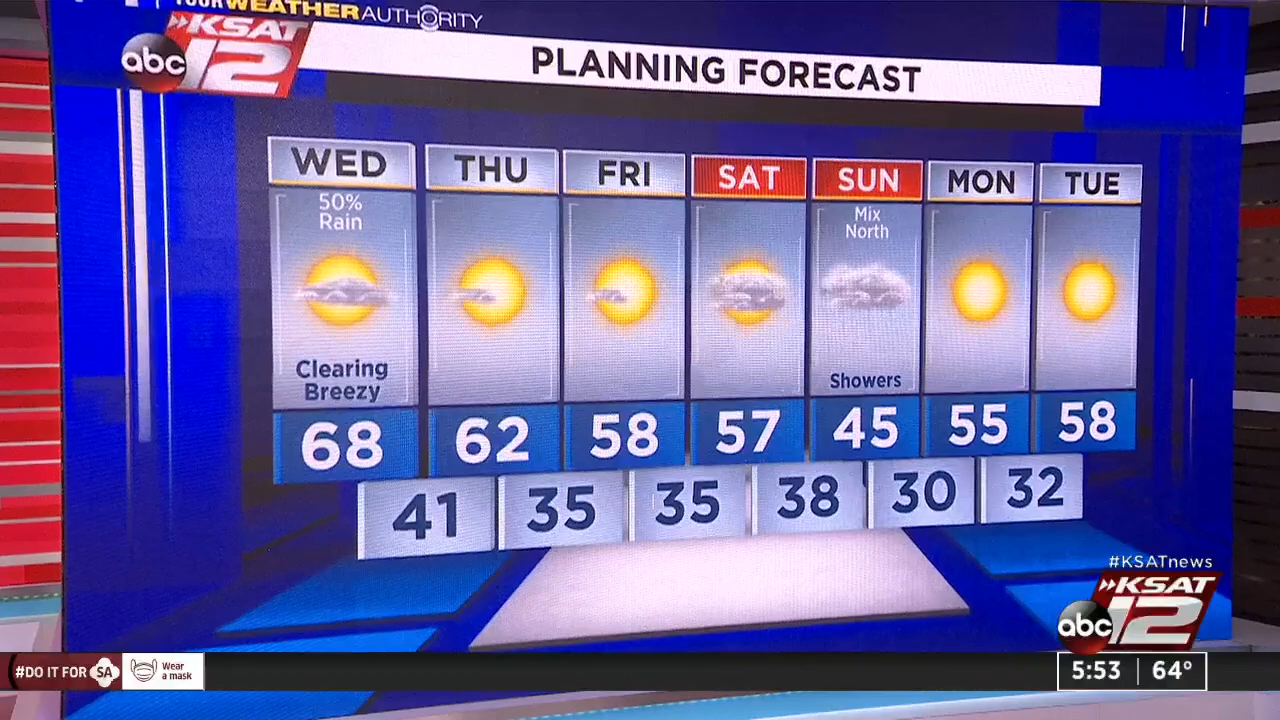 YOUR WEATHER AUTHORITY
KSAT
abc 12
PLANNING FORECAST
WED THU FRI SAT SUN MON TUE
50%
Rain
Mix
North
Clearing
Breezy
Showers
68 62 58 57 45 55 58
41 35 35 38 30 32
#KSATnews
KSAT
abc 12
#DO IT FOR SA
Wear
a mask
5:53 64°